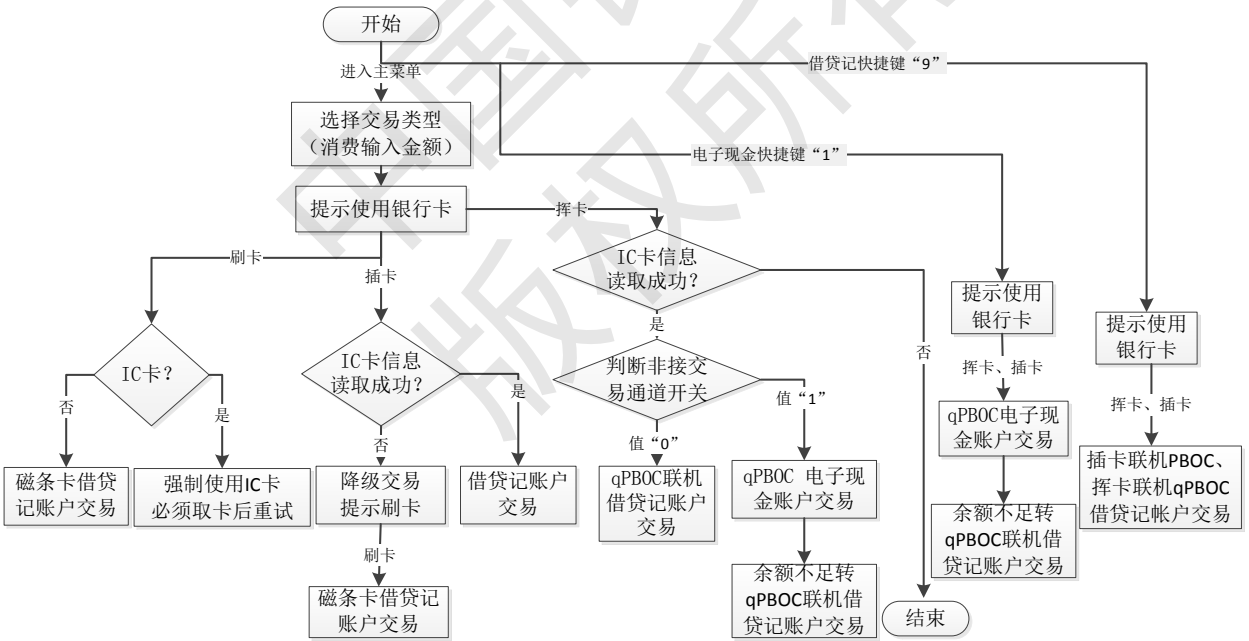 开始
进入主菜单
借贷记快捷键“9”
选择交易类型
（消费输入金额）
电子现金快捷键“1”
提示使用银行卡
挥卡
刷卡
插卡
IC卡信息
读取成功？
提示使用
银行卡
提示使用
银行卡
是
否
IC卡？
IC卡信息
读取成功？
判断非接交
易通道开关
挥卡、插卡
挥卡、插卡
否
是
是
否
值“0”
值“1”
qPBOC电子现
金账户交易
磁条卡借贷
记账户交易
强制使用IC卡
必须取卡后重试
降级交易
提示刷卡
借贷记账户
交易
qPBOC联机
借贷记账户
交易
qPBOC 电子现
金账户交易
插卡联机PBOC、
挥卡联机qPBOC
借贷记帐户交易
余额不足转
qPBOC联机借
贷记账户交易
刷卡
磁条卡借贷记
账户交易
余额不足转
qPBOC联机借
贷记账户交易
结束
中国
版权所有